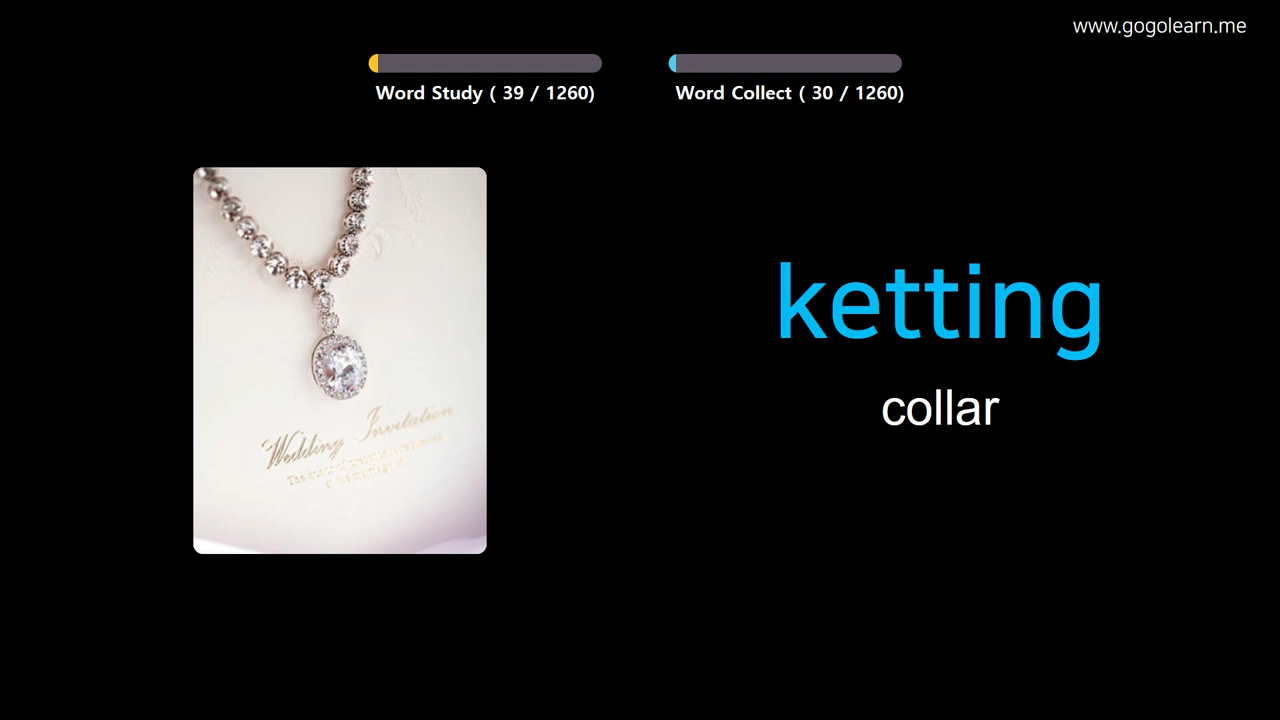 www.gogolearn.me
Word Study ( 39 / 1260)
Word Collect ( 30 / 1260)
ketting
collar
Wedding Invitation